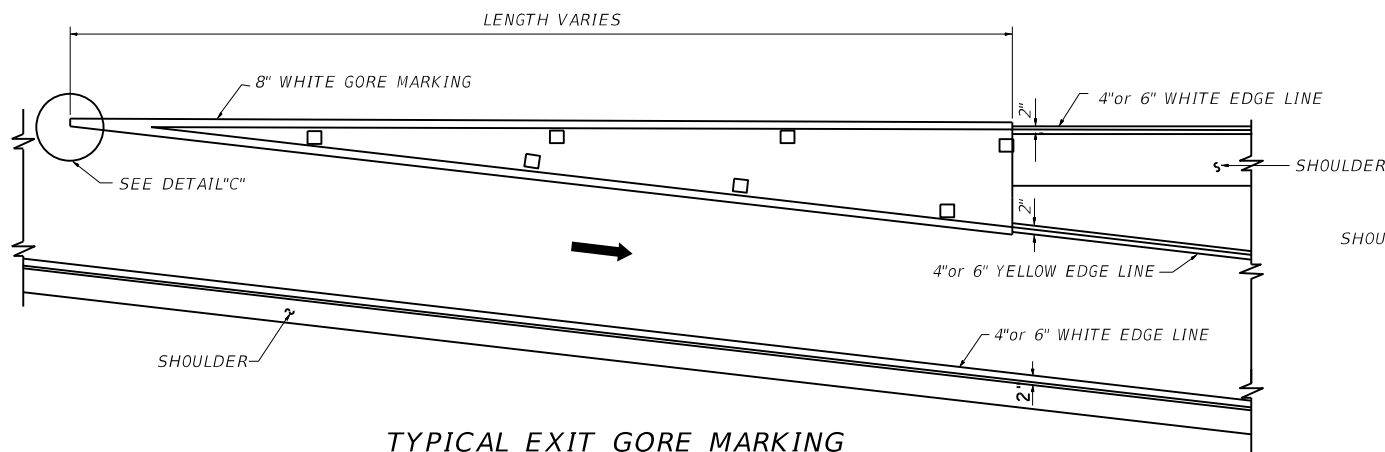 LENGTH VARIES
8" WHITE GORE MARKING
4"or 6" WHITE EDGE LINE
2"
SEE DETAIL"C"
SHOULDER
2"
SHOU
4"or 6" YELLOW EDGE LINE
4"or 6" WHITE EDGE LINE
SHOULDER
2'
TYPICAL EXIT GORE MARKING